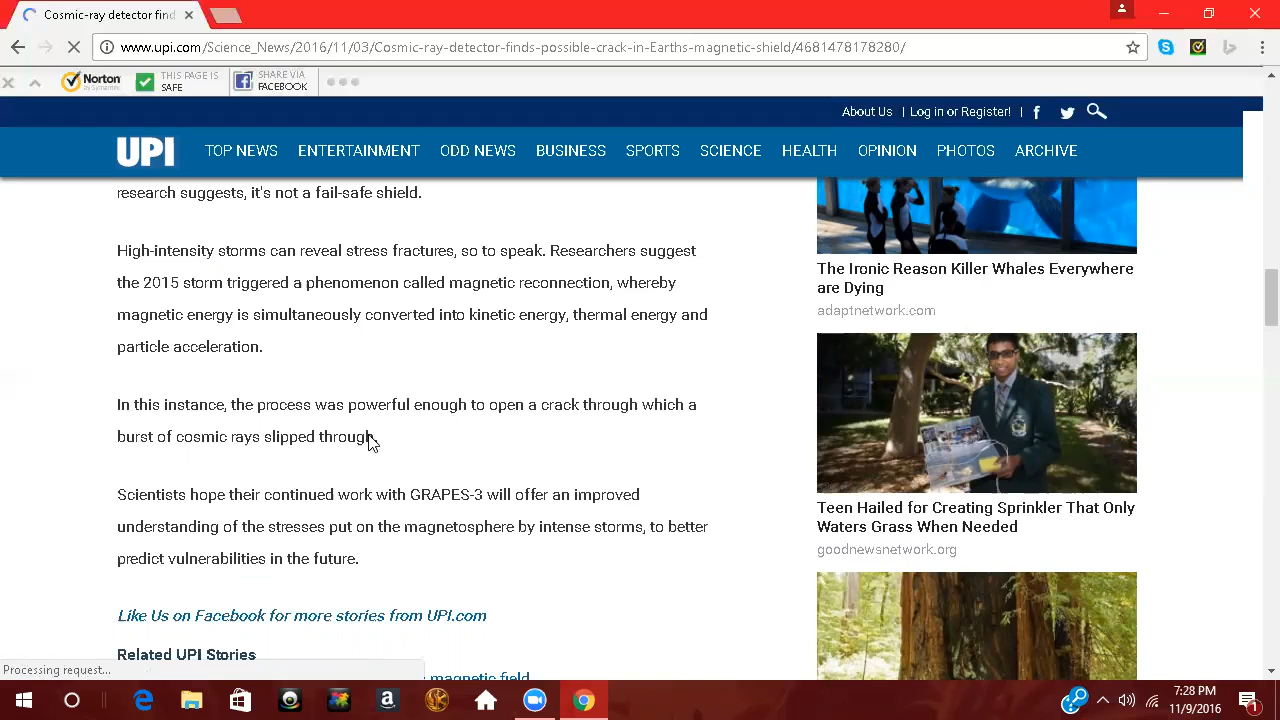 Cosmic-ray detector find
www.upi.com/Science_News/2016/11/03/Cosmic-ray-detector-finds-possible-crack-in-Earths-magnetic-shield/4681478178280/
Norton
by Symantec
THIS PAGE IS
SAFE
SHARE VIA
FACEBOOK
About Us | Log in or Register! |
UPI TOP NEWS ENTERTAINMENT ODD NEWS BUSINESS SPORTS SCIENCE HEALTH OPINION PHOTOS ARCHIVE
research suggests, it's not a fail-safe shield.
High-intensity storms can reveal stress fractures, so to speak. Researchers suggest
the 2015 storm triggered a phenomenon called magnetic reconnection, whereby
magnetic energy is simultaneously converted into kinetic energy, thermal energy and
particle acceleration.
In this instance, the process was powerful enough to open a crack through which a
burst of cosmic rays slipped through
Scientists hope their continued work with GRAPES-3 will offer an improved
understanding of the stresses put on the magnetosphere by intense storms, to better
predict vulnerabilities in the future.
Like Us on Facebook for more stories from UPI.com
Related UPI Stories
magnetic field
The Ironic Reason Killer Whales Everywhere
are Dying
adaptnetwork.com
Teen Hailed for Creating Sprinkler That Only
Waters Grass When Needed
goodnewsnetwork.org
Processing request...
7:28 PM
11/9/2016
1